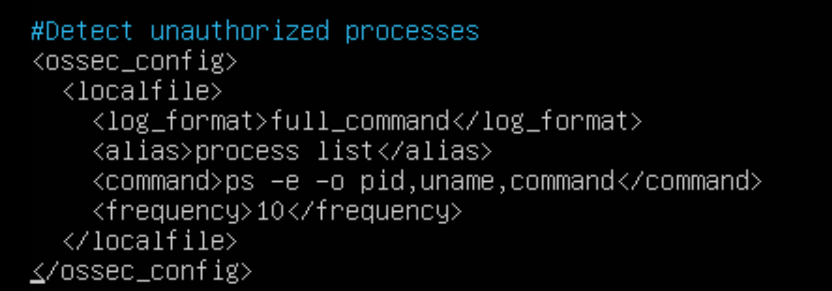 #Detect unauthorized processes
<ossec_config>
  <localfile>
    <log_format>full_command</log_format>
    <alias>process list</alias>
    <command>ps -e -o pid,uname,command</command>
    <frequency>10</frequency>
  </localfile>
</ossec_config>